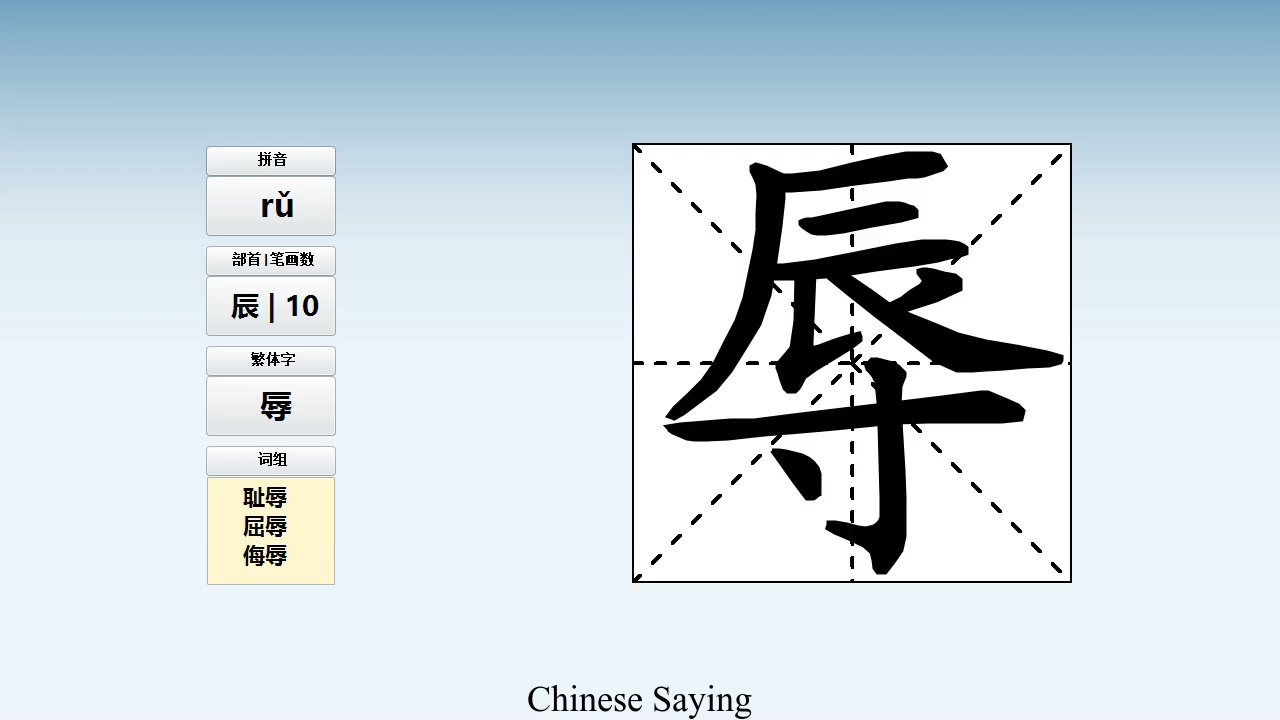 拼音
rǔ
部首|笔画数
辰 | 10
繁体字
辱
词组
耻辱
屈辱
侮辱
辱
Chinese Saying